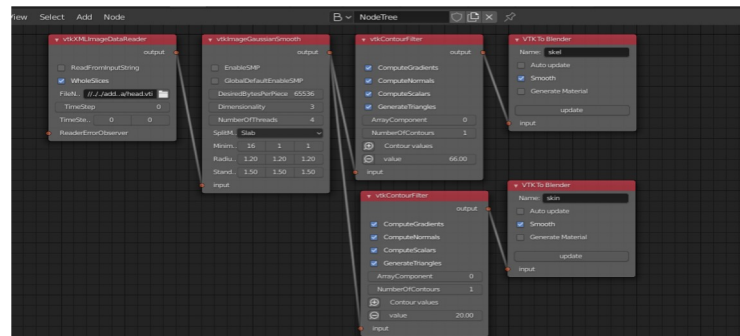 View Select Add Node
NodeTree
vtkXMLImageDataReader
output
ReadFromInputString
WholeSlices
FileN.. //././add..a/head.vti
TimeStep 0
TimeSte.. 0 0
ReaderErrorObserver
vtkImageGaussianSmooth
output
EnableSMP
GlobalDefaultEnableSMP
DesiredBytesPerPiece 65536
Dimensionality 3
NumberOfThreads 4
SplitM.. Slab
Minim.. 16 1 1
Radiu.. 1.20 1.20 1.20
Stand.. 1.50 1.50 1.50
input
vtkContourFilter
output
ComputeGradients
ComputeNormals
ComputeScalars
GenerateTriangles
ArrayComponent 0
NumberOfContours 1
Contour values
value 66.00
input
VTK To Blender
Name: skel
Auto update
Smooth
Generate Material
update
input
vtkContourFilter
output
ComputeGradients
ComputeNormals
ComputeScalars
GenerateTriangles
ArrayComponent 0
NumberOfContours 1
Contour values
value 20.00
input
VTK To Blender
Name: skin
Auto update
Smooth
Generate Material
update
input